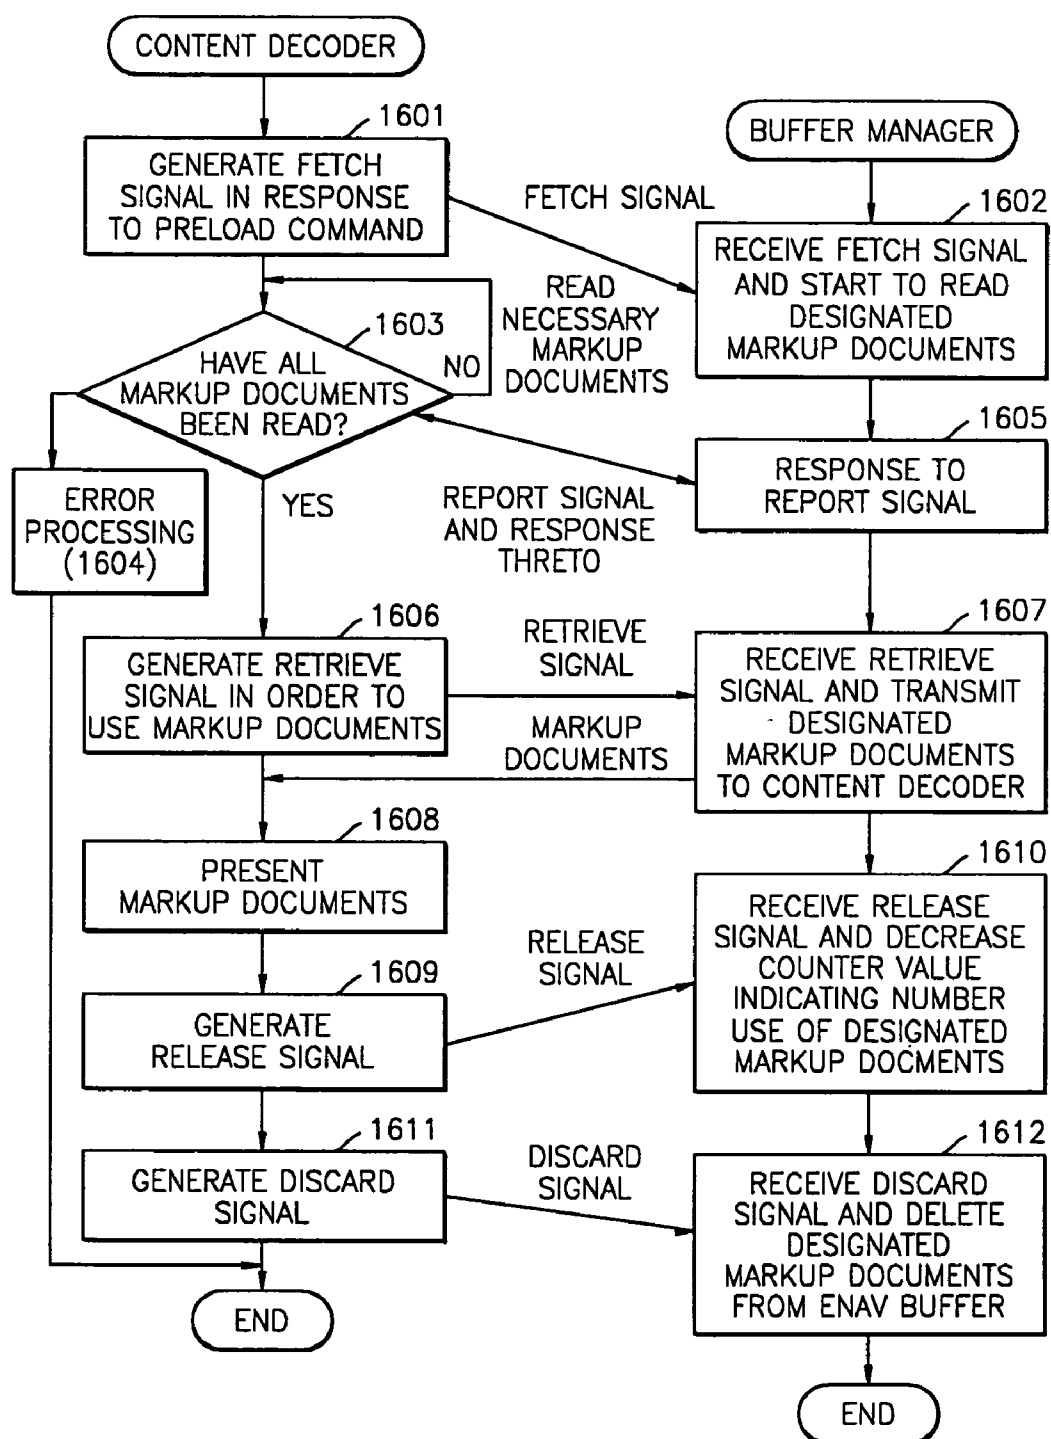 CONTENT DECODER
1601
GENERATE FETCH
SIGNAL IN RESPONSE
TO PRELOAD COMMAND
BUFFER MANAGER
FETCH SIGNAL
1602
RECEIVE FETCH SIGNAL
AND START TO READ
DESIGNATED
MARKUP DOCUMENTS
READ
NECESSARY
MARKUP
DOCUMENTS
1603
HAVE ALL
MARKUP DOCUMENTS
BEEN READ?
NO
YES
ERROR
PROCESSING
(1604)
1605
RESPONSE TO
REPORT SIGNAL
REPORT SIGNAL
AND RESPONSE
THRETO
1606
GENERATE RETRIEVE
SIGNAL IN ORDER TO
USE MARKUP DOCUMENTS
RETRIEVE
SIGNAL
1607
RECEIVE RETRIEVE
SIGNAL AND TRANSMIT
DESIGNATED
MARKUP DOCUMENTS
TO CONTENT DECODER
MARKUP
DOCUMENTS
1608
PRESENT
MARKUP DOCUMENTS
1609
GENERATE
RELEASE SIGNAL
RELEASE
SIGNAL
1610
RECEIVE RELEASE
SIGNAL AND DECREASE
COUNTER VALUE
INDICATING NUMBER
USE OF DESIGNATED
MARKUP DOCMENTS
1611
GENERATE DISCARD
SIGNAL
DISCARD
SIGNAL
1612
RECEIVE DISCARD
SIGNAL AND DELETE
DESIGNATED
MARKUP DOCUMENTS
FROM ENAV BUFFER
END
END